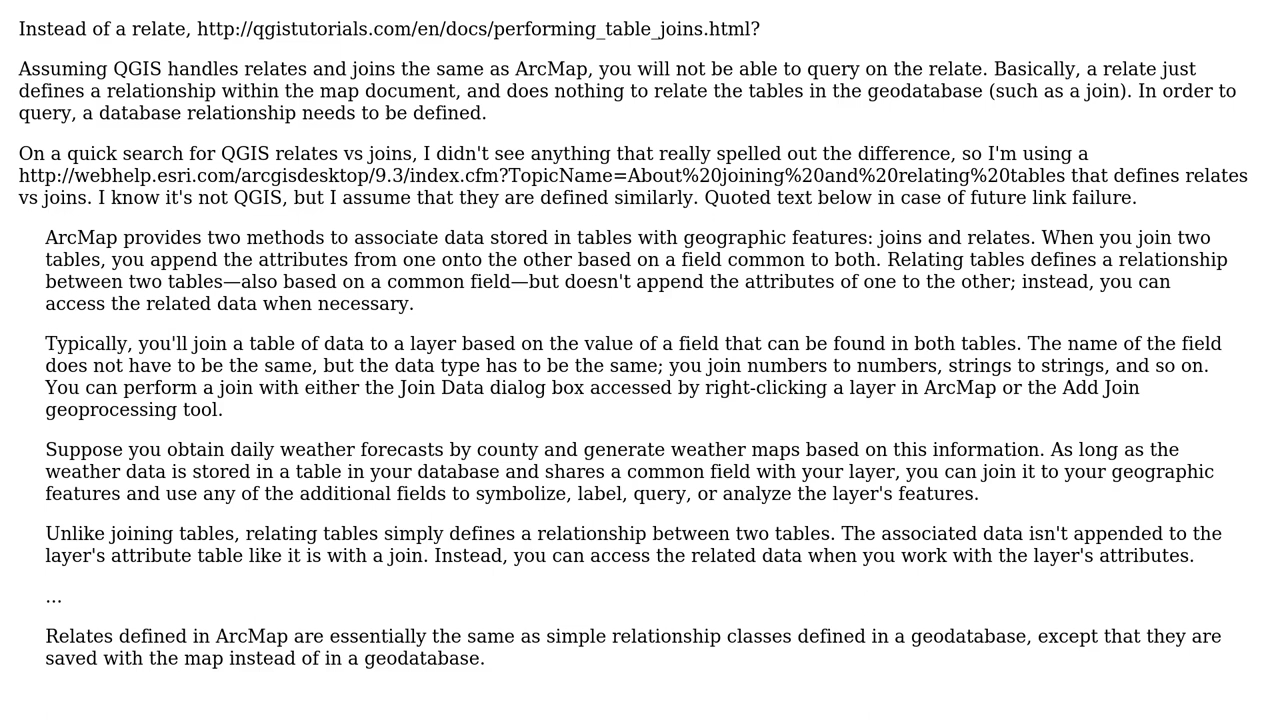 Instead of a relate, http://qgistutorials.com/en/docs/performing_table_joins.html?
Assuming QGIS handles relates and joins the same as ArcMap, you will not be able to query on the relate. Basically, a relate just
defines a relationship within the map document, and does nothing to relate the tables in the geodatabase (such as a join). In order to
query, a database relationship needs to be defined.
On a quick search for QGIS relates vs joins, I didn't see anything that really spelled out the difference, so I'm using a
http://webhelp.esri.com/arcgisdesktop/9.3/index.cfm?TopicName=About%20joining%20and%20relating%20tables that defines relates
vs joins. I know it's not QGIS, but I assume that they are defined similarly. Quoted text below in case of future link failure.
ArcMap provides two methods to associate data stored in tables with geographic features: joins and relates. When you join two
tables, you append the attributes from one onto the other based on a field common to both. Relating tables defines a relationship
between two tables—also based on a common field—but doesn't append the attributes of one to the other; instead, you can
access the related data when necessary.
Typically, you'll join a table of data to a layer based on the value of a field that can be found in both tables. The name of the field
does not have to be the same, but the data type has to be the same; you join numbers to numbers, strings to strings, and so on.
You can perform a join with either the Join Data dialog box accessed by right-clicking a layer in ArcMap or the Add Join
geoprocessing tool.
Suppose you obtain daily weather forecasts by county and generate weather maps based on this information. As long as the
weather data is stored in a table in your database and shares a common field with your layer, you can join it to your geographic
features and use any of the additional fields to symbolize, label, query, or analyze the layer's features.
Unlike joining tables, relating tables simply defines a relationship between two tables. The associated data isn't appended to the
layer's attribute table like it is with a join. Instead, you can access the related data when you work with the layer's attributes.
...
Relates defined in ArcMap are essentially the same as simple relationship classes defined in a geodatabase, except that they are
saved with the map instead of in a geodatabase.